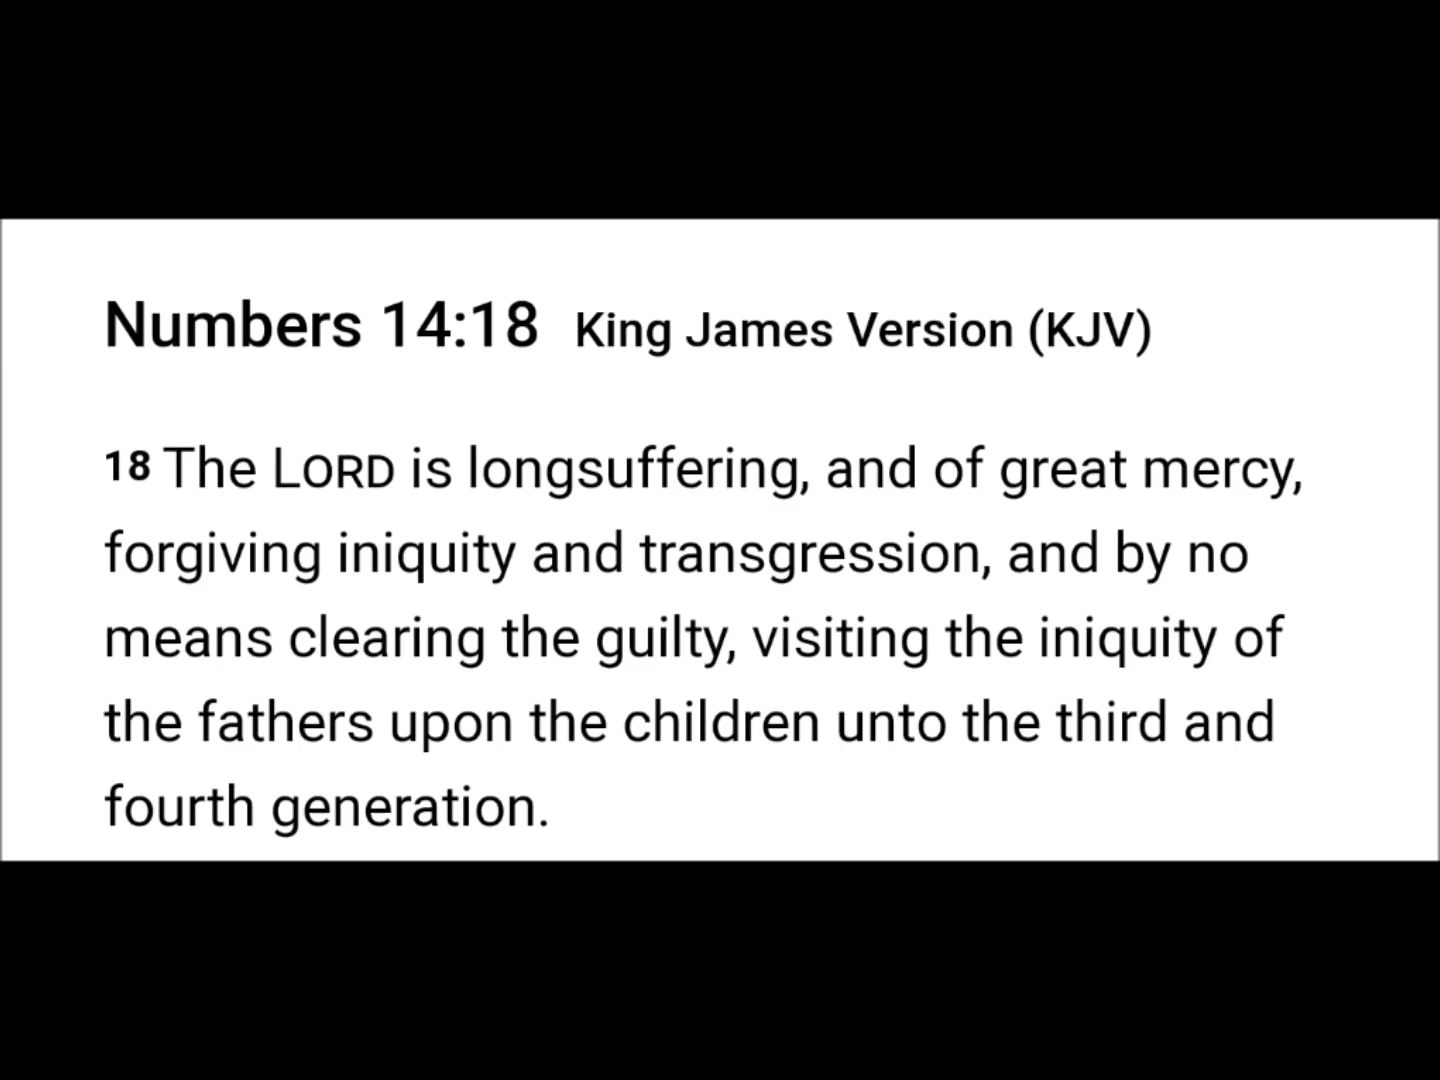 Numbers 14:18 King James Version (KJV)
18 The LORD is longsuffering, and of great mercy,
forgiving iniquity and transgression, and by no
means clearing the guilty, visiting the iniquity of
the fathers upon the children unto the third and
fourth generation.